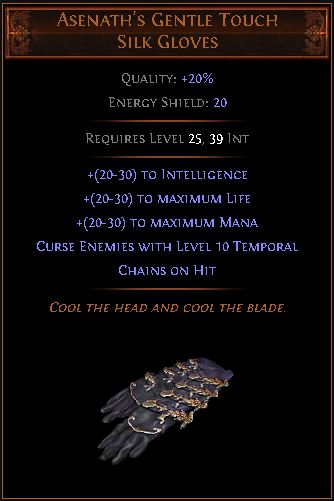 Asenath's Gentle Touch
Silk Gloves
Quality: +20%
Energy Shield: 20
Requires Level 25, 39 Int
+(20-30) to Intelligence
+(20-30) to maximum Life
+(20-30) to maximum Mana
Curse Enemies with Level 10 Temporal
Chains on Hit
Cool the head and cool the blade.